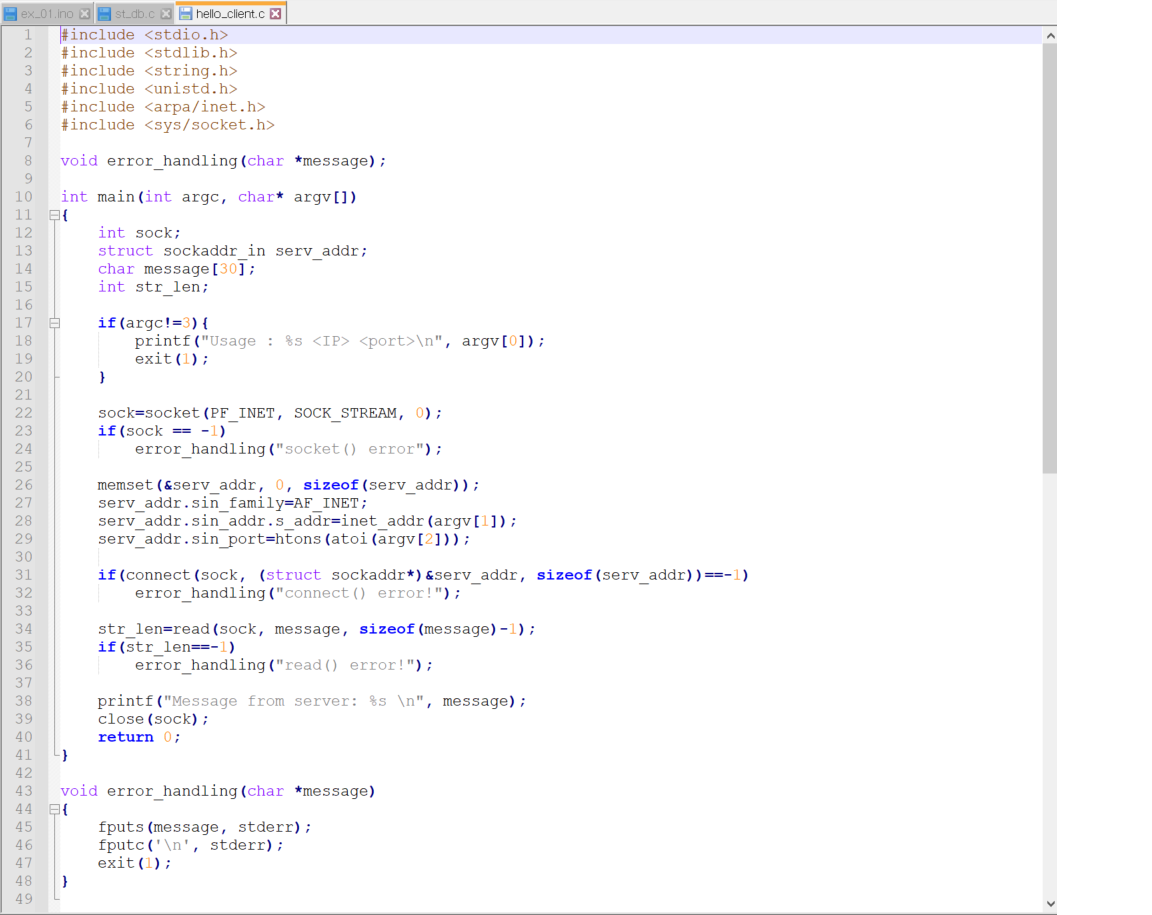 ex_01.ino st_db.c hello_client.c
1 #include <stdio.h>
2 #include <stdlib.h>
3 #include <string.h>
4 #include <unistd.h>
5 #include <arpa/inet.h>
6 #include <sys/socket.h>
7
8 void error_handling(char *message);
9
10 int main(int argc, char* argv[])
11 {
12     int sock;
13     struct sockaddr_in serv_addr;
14     char message[30];
15     int str_len;
16
17     if(argc!=3){
18         printf("Usage : %s <IP> <port>\n", argv[0]);
19         exit(1);
20     }
21
22     sock=socket(PF_INET, SOCK_STREAM, 0);
23     if(sock == -1)
24         error_handling("socket() error");
25
26     memset(&serv_addr, 0, sizeof(serv_addr));
27     serv_addr.sin_family=AF_INET;
28     serv_addr.sin_addr.s_addr=inet_addr(argv[1]);
29     serv_addr.sin_port=htons(atoi(argv[2]));
30
31     if(connect(sock, (struct sockaddr*)&serv_addr, sizeof(serv_addr))==-1)
32         error_handling("connect() error!");
33
34     str_len=read(sock, message, sizeof(message)-1);
35     if(str_len==-1)
36         error_handling("read() error!");
37
38     printf("Message from server: %s \n", message);
39     close(sock);
40     return 0;
41 }
42
43 void error_handling(char *message)
44 {
45     fputs(message, stderr);
46     fputc('\n', stderr);
47     exit(1);
48 }
49